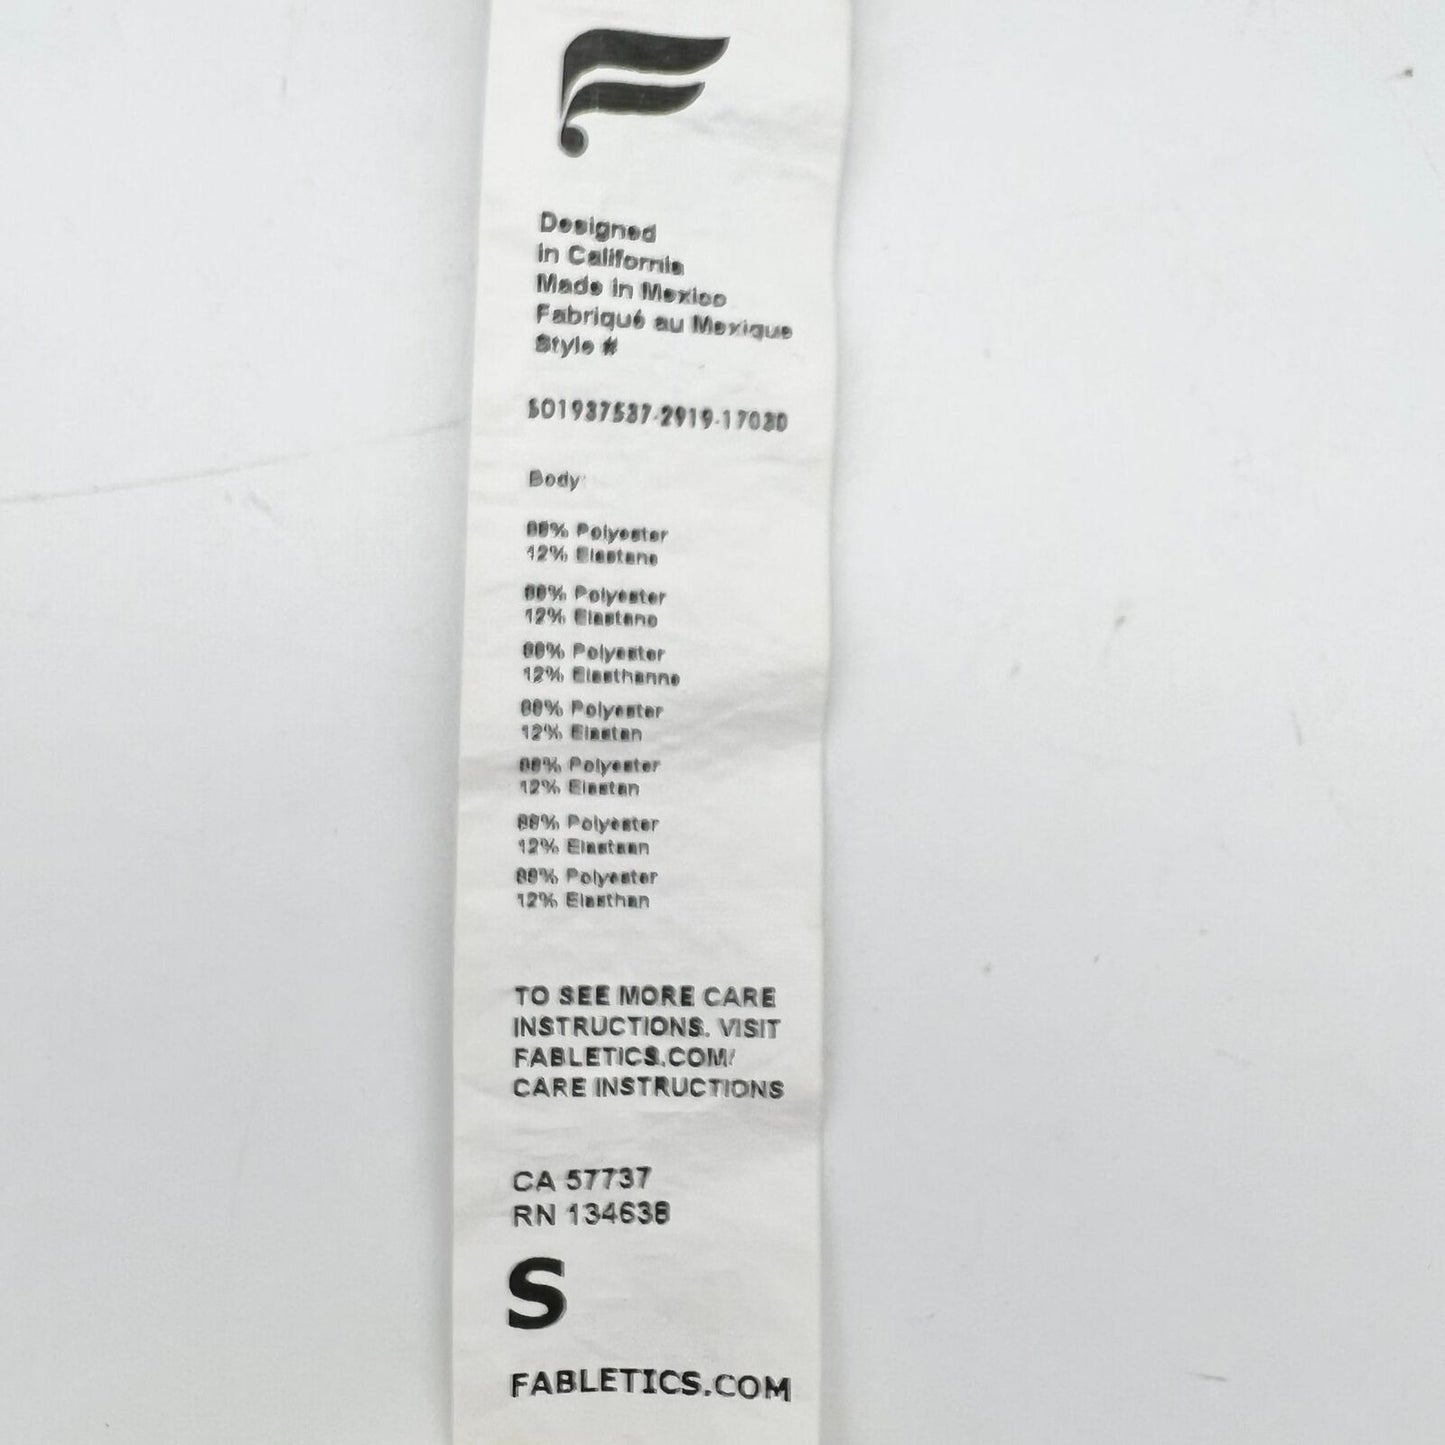 Designed
in California
Made in Mexico
Fabriqué au Mexique
Style #
SO1937537-2919-17030
Body:
88% Polyester
12% Elastane
88% Polyester
12% Elastano
88% Polyester
12% Elasthanne
88% Polyester
12% Elastan
88% Polyester
12% Elastan
88% Polyester
12% Elastaan
88% Polyester
12% Elasthan
TO SEE MORE CARE
INSTRUCTIONS. VISIT
FABLETICS.COM/
CARE INSTRUCTIONS
CA 57737
RN 134638
S
FABLETICS.COM